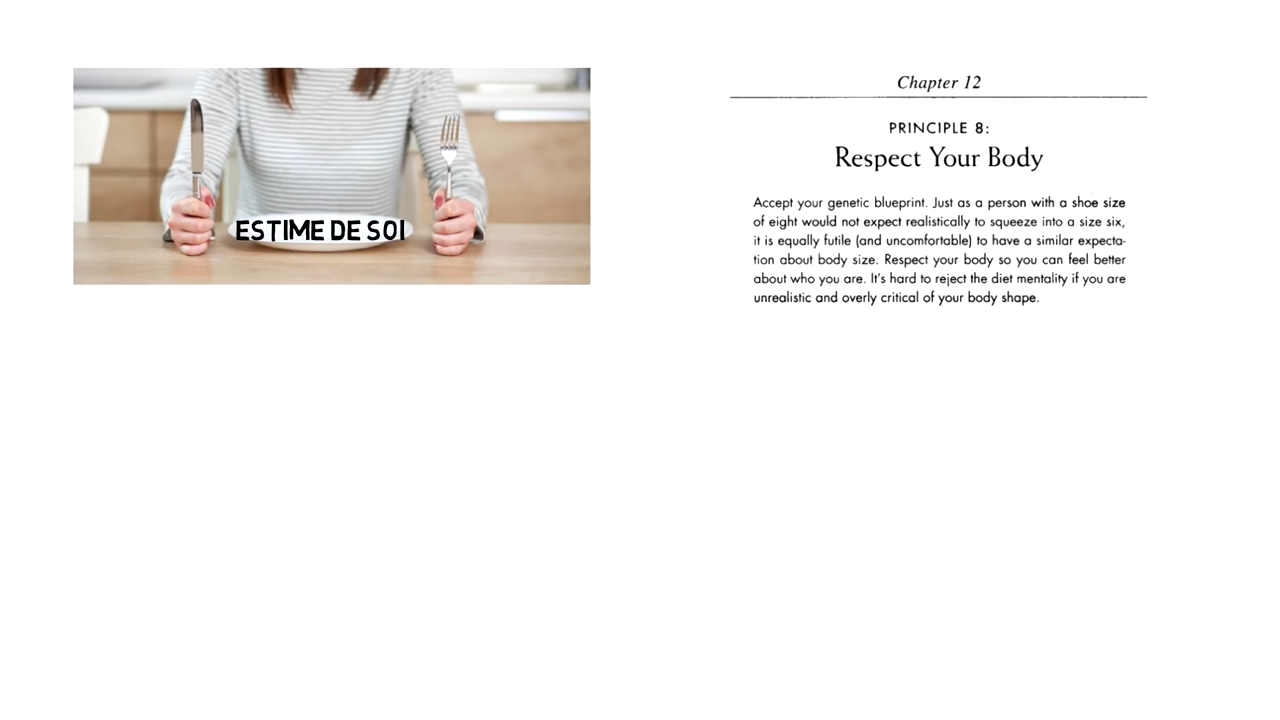 ESTIME DE SOI
Chapter 12
PRINCIPLE 8:
Respect Your Body
Accept your genetic blueprint. Just as a person with a shoe size
of eight would not expect realistically to squeeze into a size six,
it is equally futile (and uncomfortable) to have a similar expecta-
tion about body size. Respect your body so you can feel better
about who you are. It's hard to reject the diet mentality if you are
unrealistic and overly critical of your body shape.